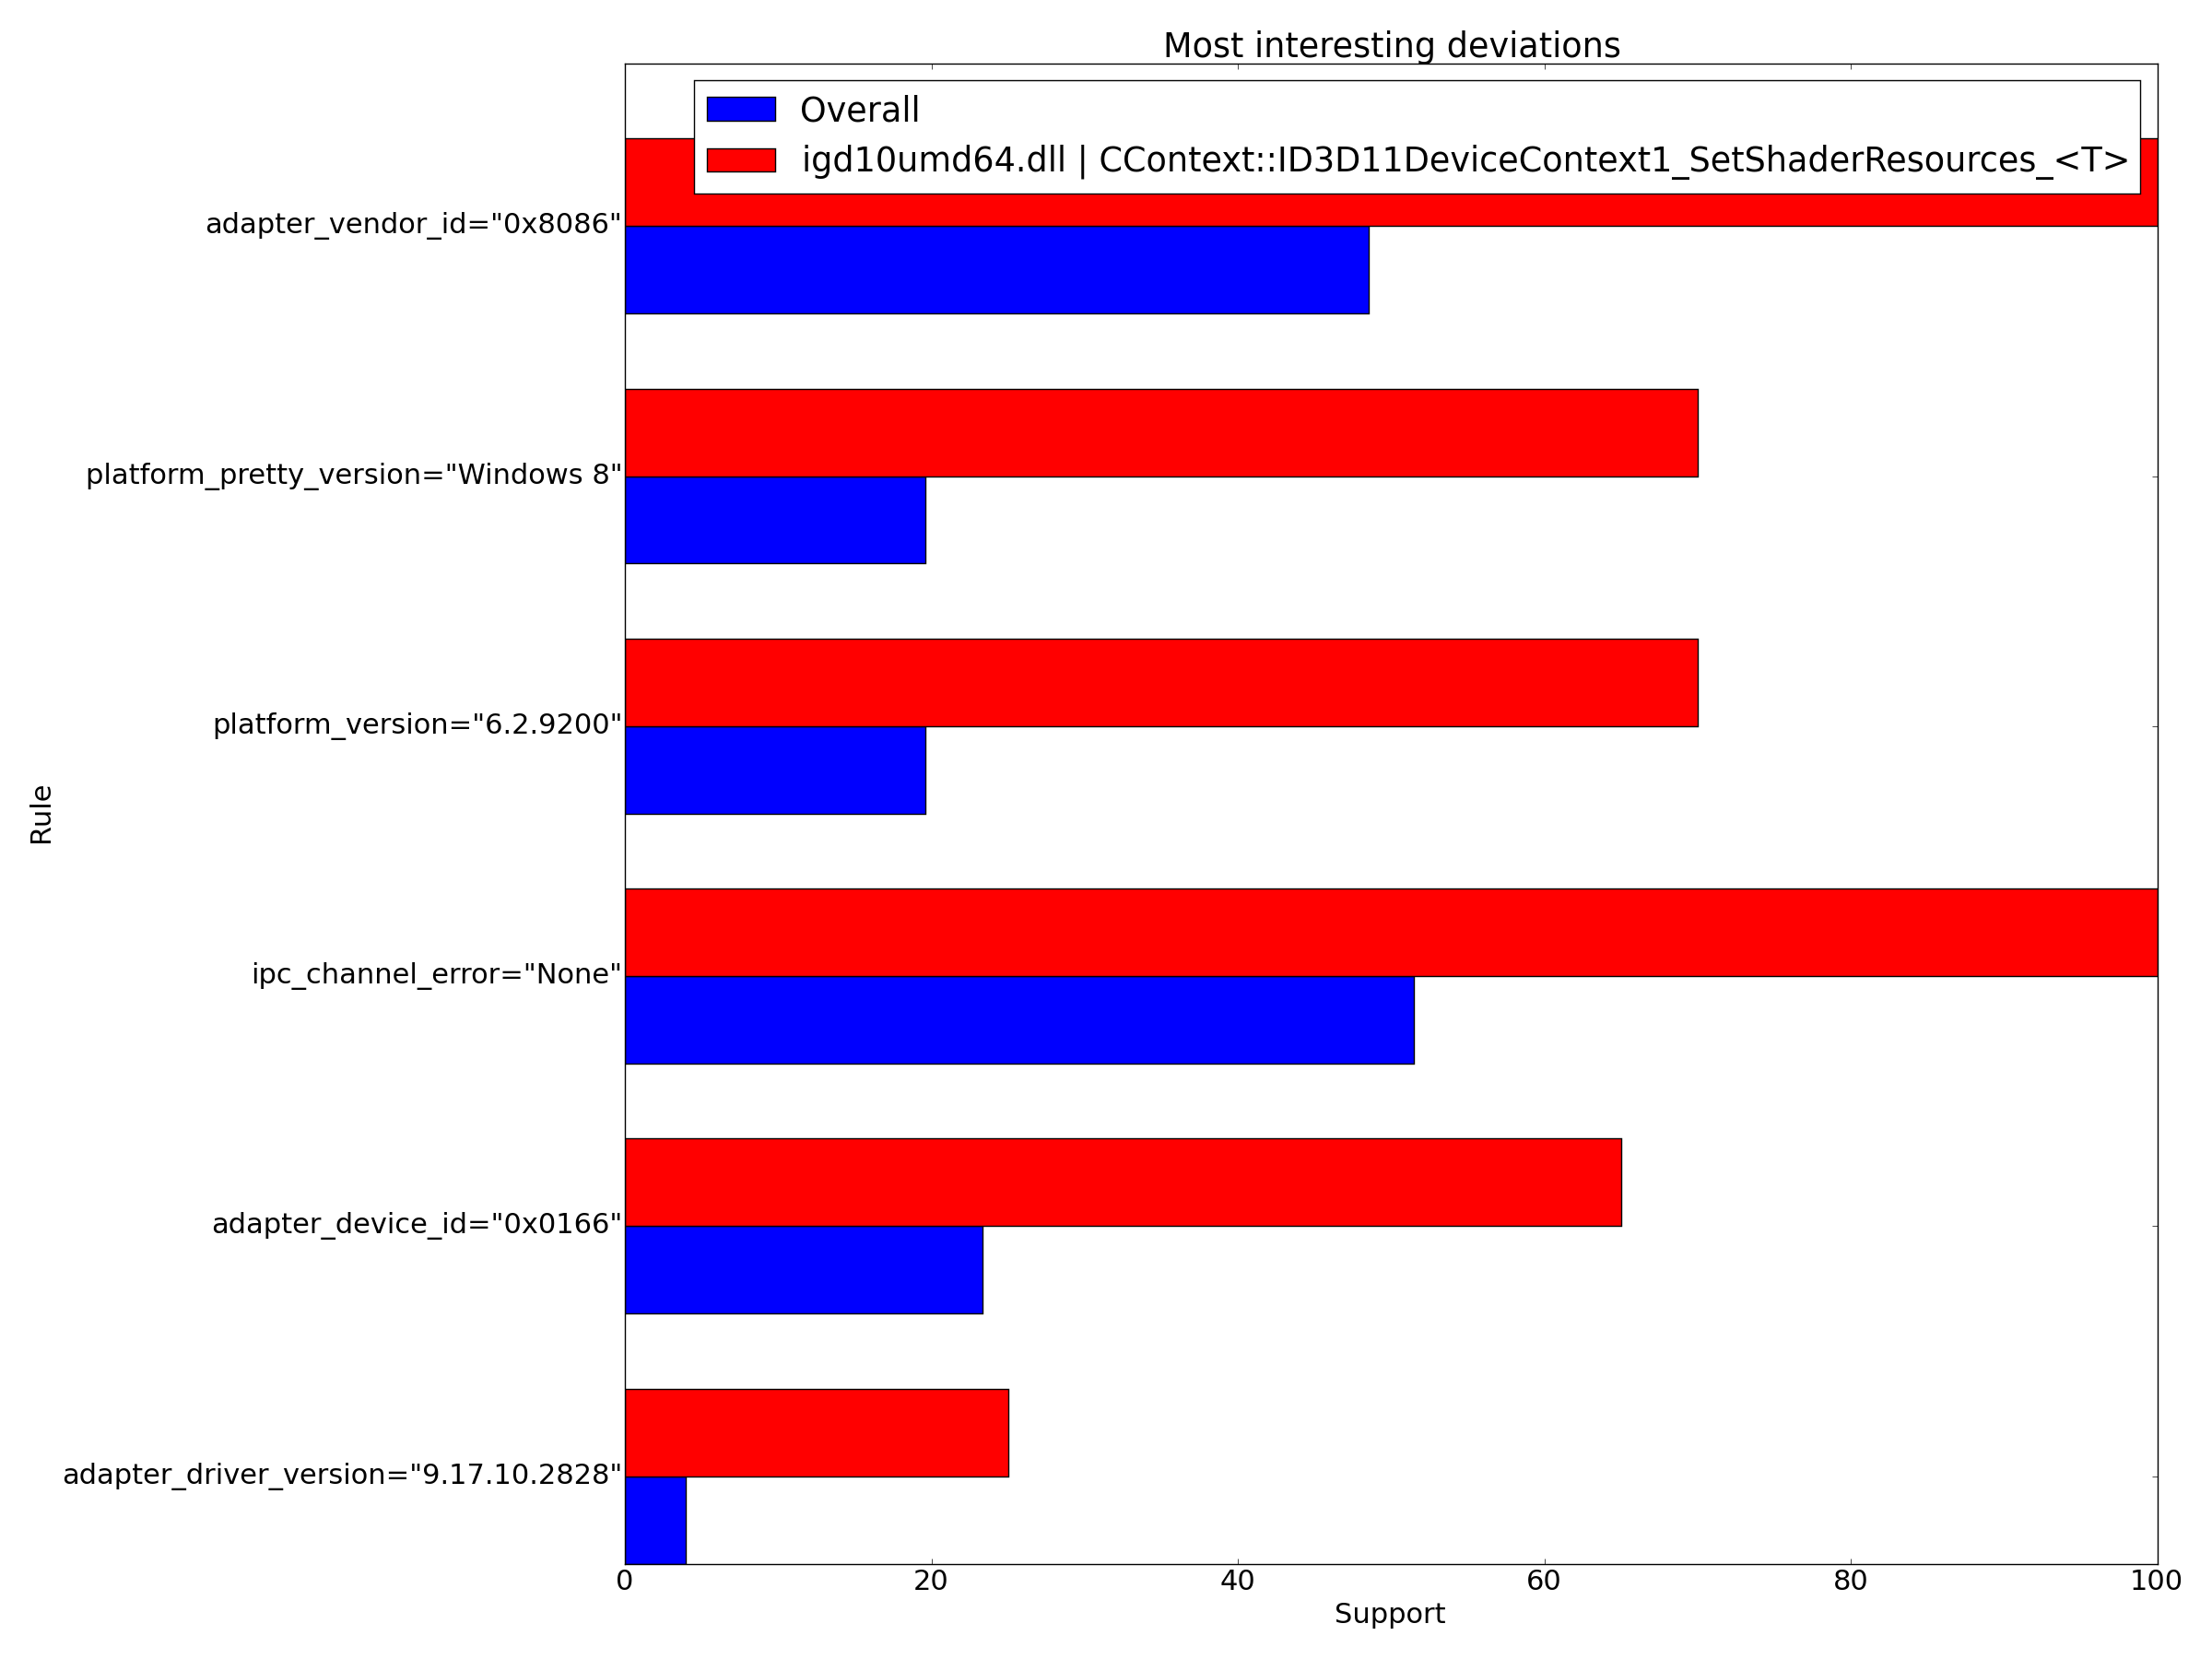 Most interesting deviations
Overall
igd10umd64.dll | CContext::ID3D11DeviceContext1_SetShaderResources_<T>
adapter_vendor_id="0x8086"
platform_pretty_version="Windows 8"
platform_version="6.2.9200"
Rule
ipc_channel_error="None"
adapter_device_id="0x0166"
adapter_driver_version="9.17.10.2828"
0 20 40 60 80 100
Support